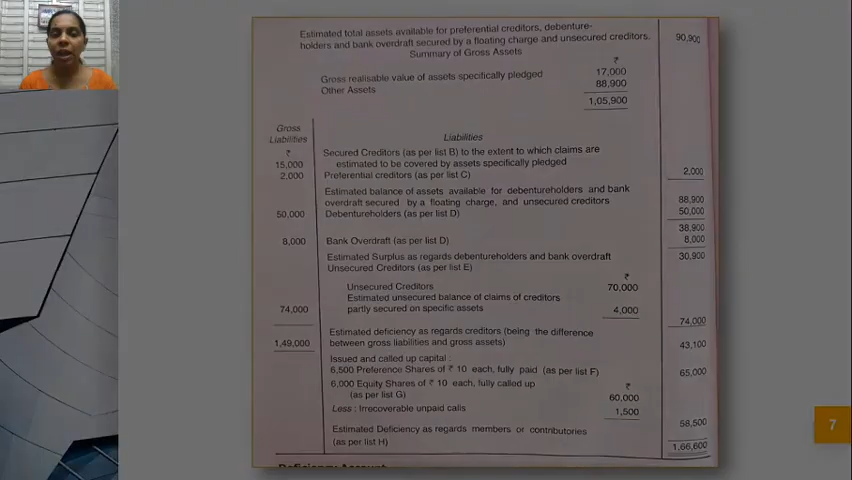 Estimated total assets available for preferential creditors, debenture-
holders and bank overdraft secured by a floating charge and unsecured creditors. 90,900
Summary of Gross Assets
₹
Gross realisable value of assets specifically pledged 17,000
Other Assets 88,900
1,05,900
Gross
Liabilities Liabilities
₹ Secured Creditors (as per list B) to the extent to which claims are
15,000 estimated to be covered by assets specifically pledged
2,000 Preferential creditors (as per list C) 2,000
Estimated balance of assets available for debentureholders and bank
overdraft secured by a floating charge, and unsecured creditors 88,900
50,000 Debentureholders (as per list D) 50,000
38,900
8,000 Bank Overdraft (as per list D) 8,000
Estimated Surplus as regards debentureholders and bank overdraft 30,900
Unsecured Creditors (as per list E) ₹
Unsecured Creditors 70,000
Estimated unsecured balance of claims of creditors
74,000 partly secured on specific assets 4,000
74,000
Estimated deficiency as regards creditors (being the difference
1,49,000 between gross liabilities and gross assets) 43,100
Issued and called up capital :
6,500 Preference Shares of ₹ 10 each, fully paid (as per list F) 65,000
6,000 Equity Shares of ₹ 10 each, fully called up ₹
(as per list G) 60,000
Less : Irrecoverable unpaid calls 1,500
58,500
Estimated Deficiency as regards members or contributories
(as per list H) 1,66,600
Deficiency Account
7